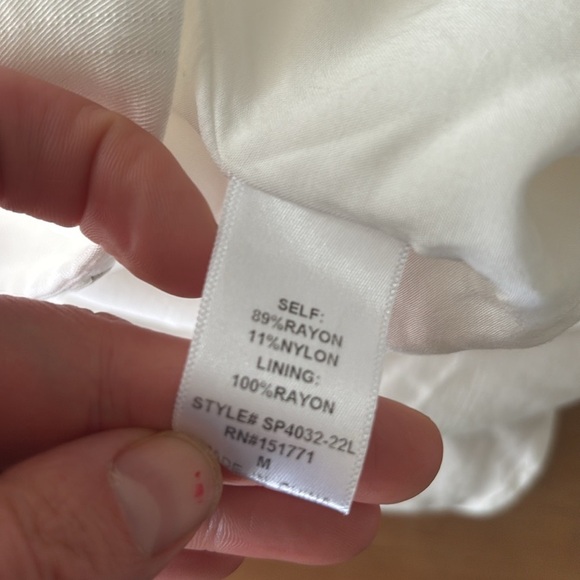 SELF:
89%RAYON
11%NYLON
LINING:
100%RAYON
STYLE# SP4032-22L
RN#151771
M